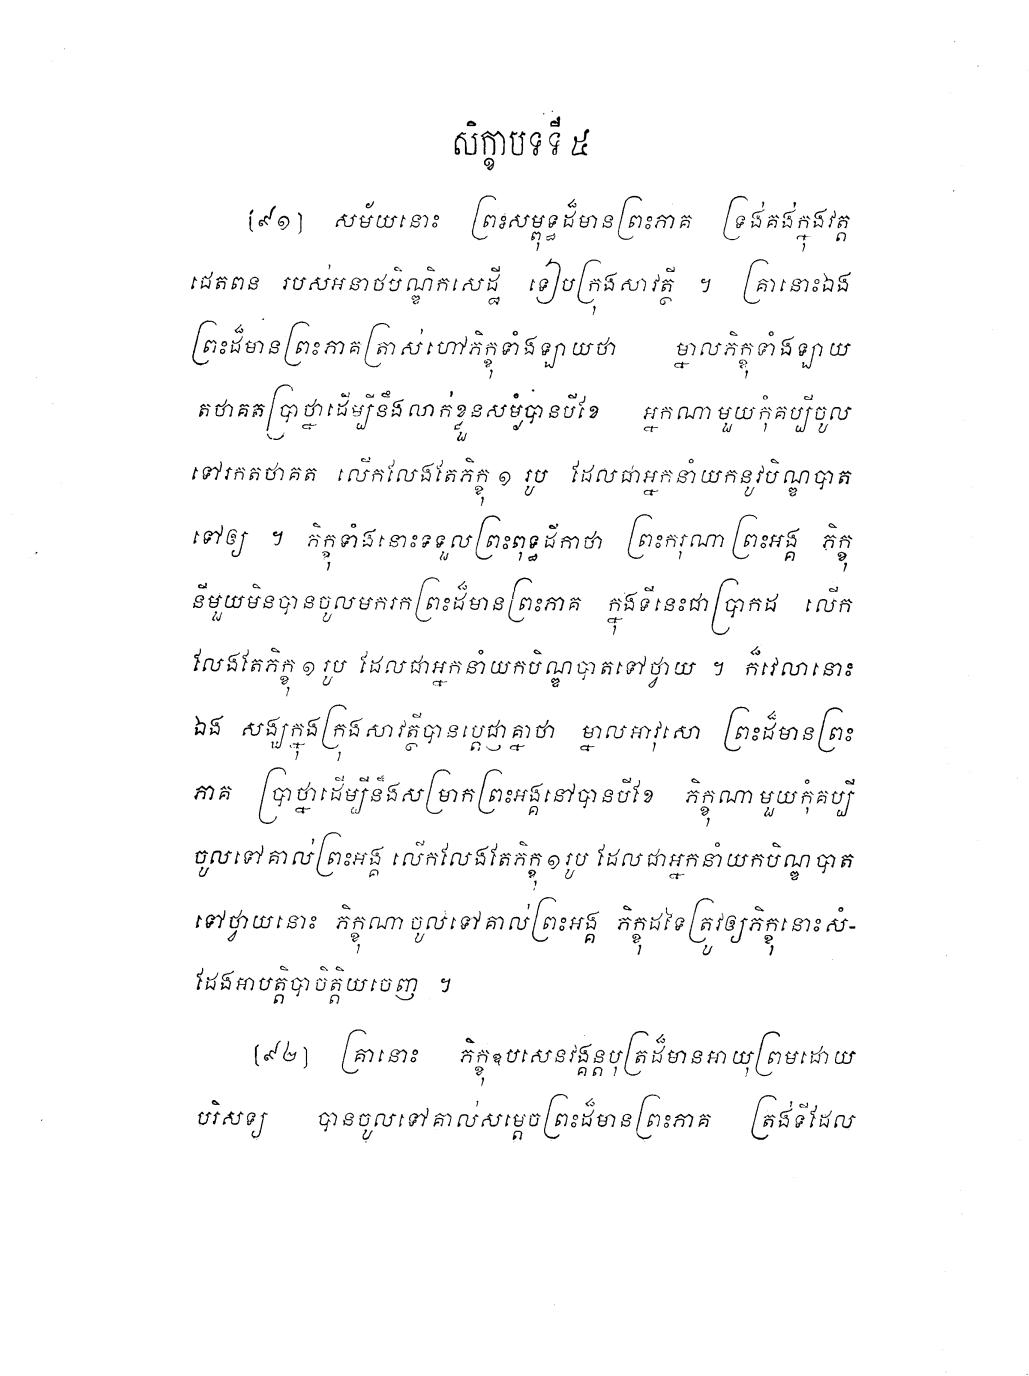 សិក្ខាបទទី ៥
[៩១] សម័យនោះ ព្រះសម្ពុទ្ធដ៏មានព្រះភាគ ទ្រង់គង់ក្នុងវត្ត
ជេតពន របស់អនាថបិណ្ឌិកសេដ្ឋី ទៀបក្រុងសាវត្ថី ។ គ្រានោះឯង
ព្រះដ៏មានព្រះភាគត្រាស់ហៅភិក្ខុទាំងឡាយថា ម្នាលភិក្ខុទាំងឡាយ
តថាគតប្រាថ្នាដើម្បីនឹងលាក់ខ្លួនសម្ងំបានបីខែ អ្នកណាមួយកុំគប្បីចូល
ទៅរកតថាគត លើកលែងតែភិក្ខុ ១ រូប ដែលជាអ្នកនាំយកនូវបិណ្ឌបាត
ទៅឲ្យ ។ ភិក្ខុទាំងនោះទទួលព្រះពុទ្ធដីកាថា ព្រះករុណាព្រះអង្គ ភិក្ខុ
នីមួយមិនបានចូលមករកព្រះដ៏មានព្រះភាគ ក្នុងទីនេះជាប្រាកដ លើក
លែងតែភិក្ខុ ១ រូប ដែលជាអ្នកនាំយកបិណ្ឌបាតទៅថ្វាយ ។ ក៏វេលានោះ
ឯង សង្ឃក្នុងក្រុងសាវត្ថីបានប្តេជ្ញាគ្នាថា ម្នាលអាវុសោ ព្រះដ៏មានព្រះ
ភាគ ប្រាថ្នាដើម្បីនឹងសម្រាកព្រះអង្គនៅបានបីខែ ភិក្ខុណាមួយកុំគប្បី
ចូលទៅគាល់ព្រះអង្គ លើកលែងតែភិក្ខុ ១ រូប ដែលជាអ្នកនាំយកបិណ្ឌបាត
ទៅថ្វាយនោះ ភិក្ខុណាចូលទៅគាល់ព្រះអង្គ ភិក្ខុដទៃត្រូវឲ្យភិក្ខុនោះសំ-
ដែងអាបត្តិបាចិត្តិយចេញ ។
[៩២] គ្រានោះ ភិក្ខុឧបសេនវង្គន្តបុត្រដ៏មានអាយុព្រមដោយ
បរិសទ្យ បានចូលទៅគាល់សម្តេចព្រះដ៏មានព្រះភាគ ត្រង់ទីដែល